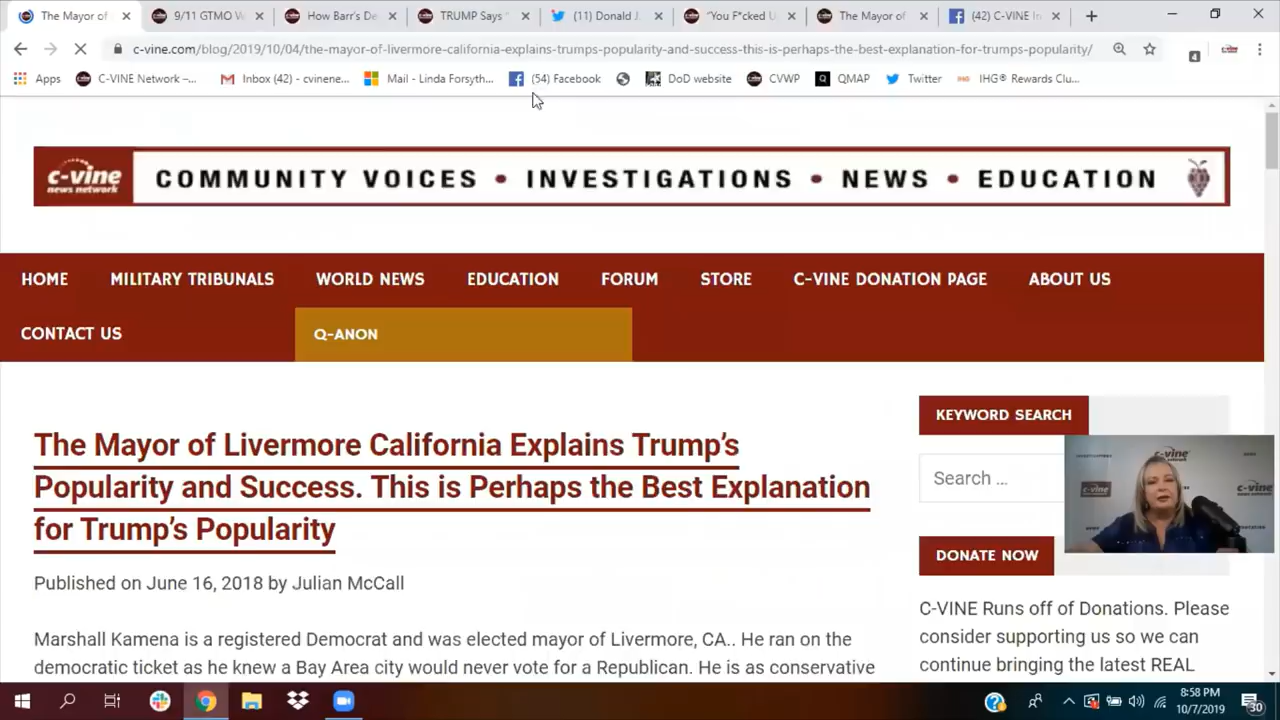 The Mayor of
9/11 GTMO W
How Barr's De
TRUMP Says "
(11) Donald J.
"You F*cked U
The Mayor of
(42) C-VINE In
c-vine.com/blog/2019/10/04/the-mayor-of-livermore-california-explains-trumps-popularity-and-success-this-is-perhaps-the-best-explanation-for-trumps-popularity/
4
Apps
C-VINE Network –...
Inbox (42) - cvinene...
Mail - Linda Forsyth...
(54) Facebook
DoD website
CVWP
Q QMAP
Twitter
IHG® Rewards Clu...
c-vine
news network
COMMUNITY VOICES • INVESTIGATIONS • NEWS • EDUCATION
HOME
MILITARY TRIBUNALS
WORLD NEWS
EDUCATION
FORUM
STORE
C-VINE DONATION PAGE
ABOUT US
CONTACT US
Q-ANON
The Mayor of Livermore California Explains Trump's
Popularity and Success. This is Perhaps the Best Explanation
for Trump's Popularity
Published on June 16, 2018 by Julian McCall
Marshall Kamena is a registered Democrat and was elected mayor of Livermore, CA.. He ran on the
democratic ticket as he knew a Bay Area city would never vote for a Republican. He is as conservative
KEYWORD SEARCH
Search ...
DONATE NOW
C-VINE Runs off of Donations. Please
consider supporting us so we can
continue bringing the latest REAL
c-vine
c-vine
c-vine
8:58 PM
10/7/2019
30